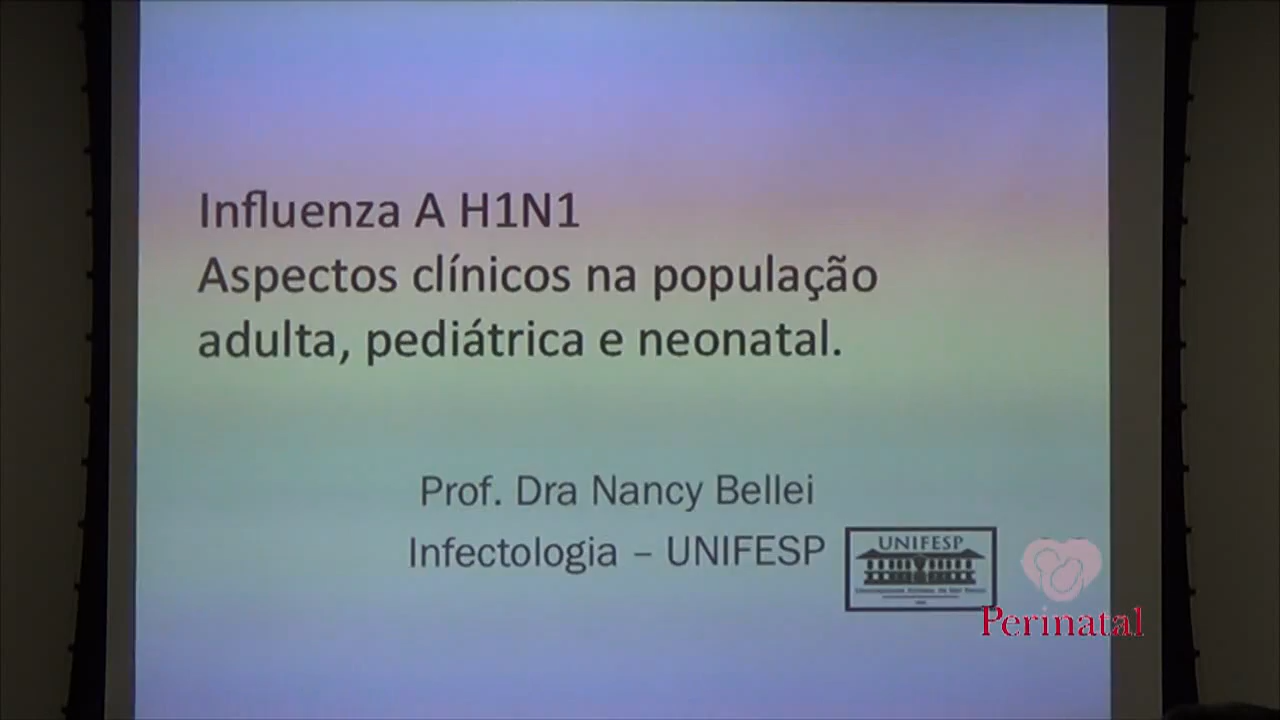 Influenza A H1N1
Aspectos clínicos na população
adulta, pediátrica e neonatal.
Prof. Dra Nancy Bellei
Infectologia – UNIFESP
UNIFESP
Perinatal